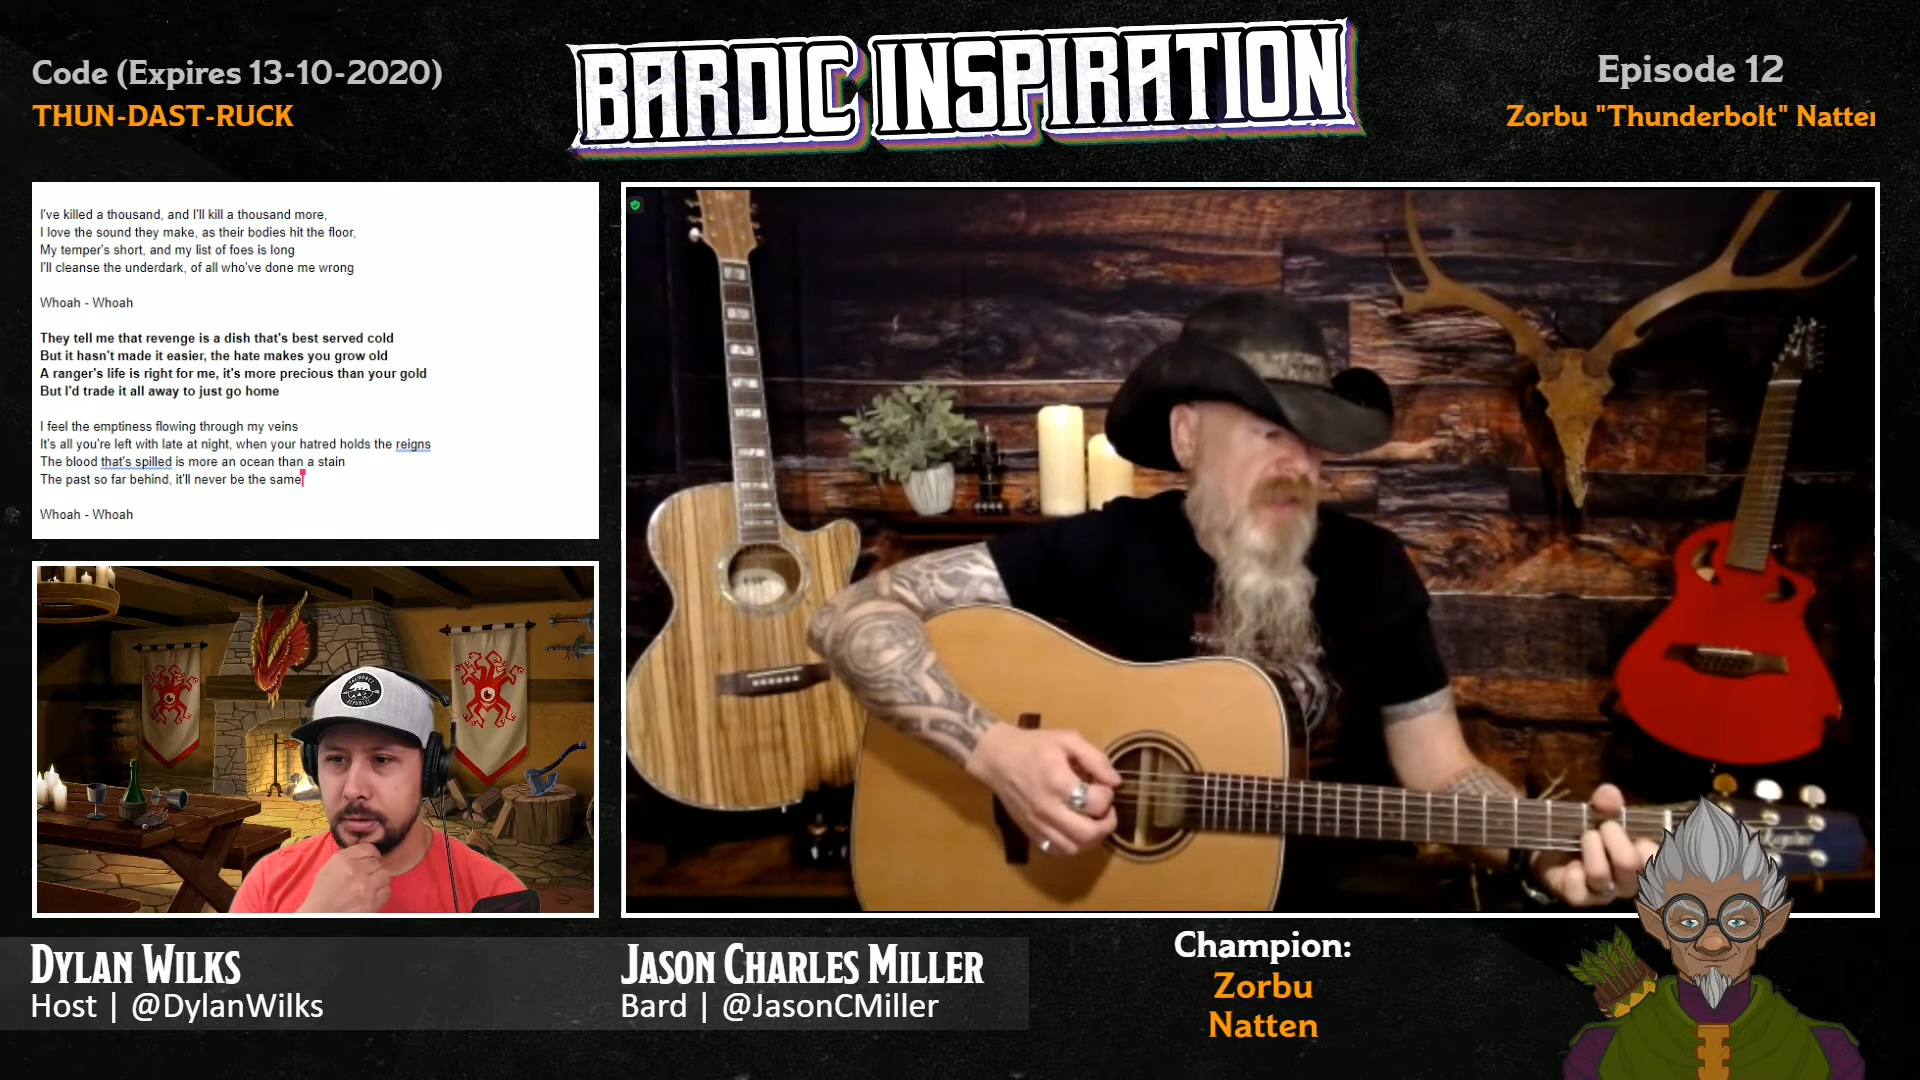 Code (Expires 13-10-2020)
THUN-DAST-RUCK
BARDIC INSPIRATION
Episode 12
Zorbu "Thunderbolt" Natten
I've killed a thousand, and I'll kill a thousand more,
I love the sound they make, as their bodies hit the floor,
My temper's short, and my list of foes is long
I'll cleanse the underdark, of all who've done me wrong
Whoah - Whoah
They tell me that revenge is a dish that's best served cold
But it hasn't made it easier, the hate makes you grow old
A ranger's life is right for me, it's more precious than your gold
But I'd trade it all away to just go home
I feel the emptiness flowing through my veins
It's all you're left with late at night, when your hatred holds the reigns
The blood that's spilled is more an ocean than a stain
The past so far behind, it'll never be the same
Whoah - Whoah
DYLAN WILKS
Host | @DylanWilks
JASON CHARLES MILLER
Bard | @JasonCMiller
Champion:
Zorbu
Natten